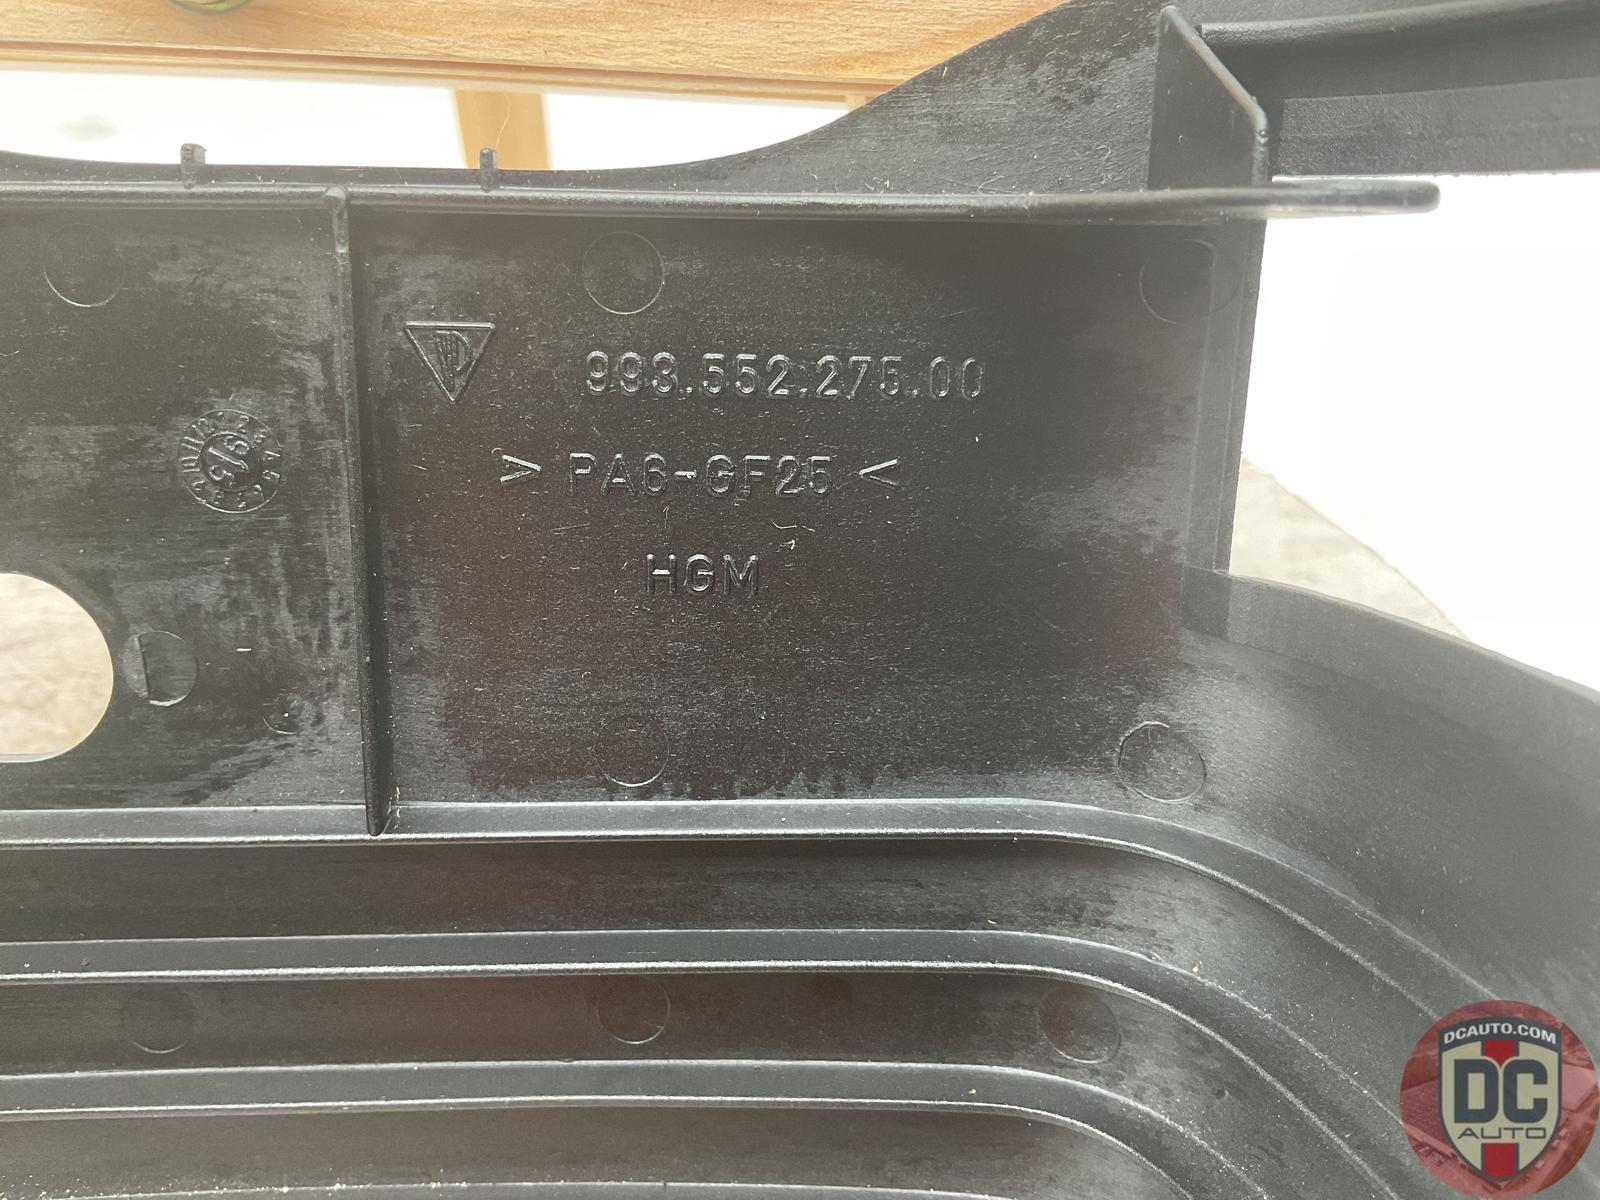 993.552.275.00
> PA6-GF25 <
HGM
DCAUTO.COM
DC
AUTO